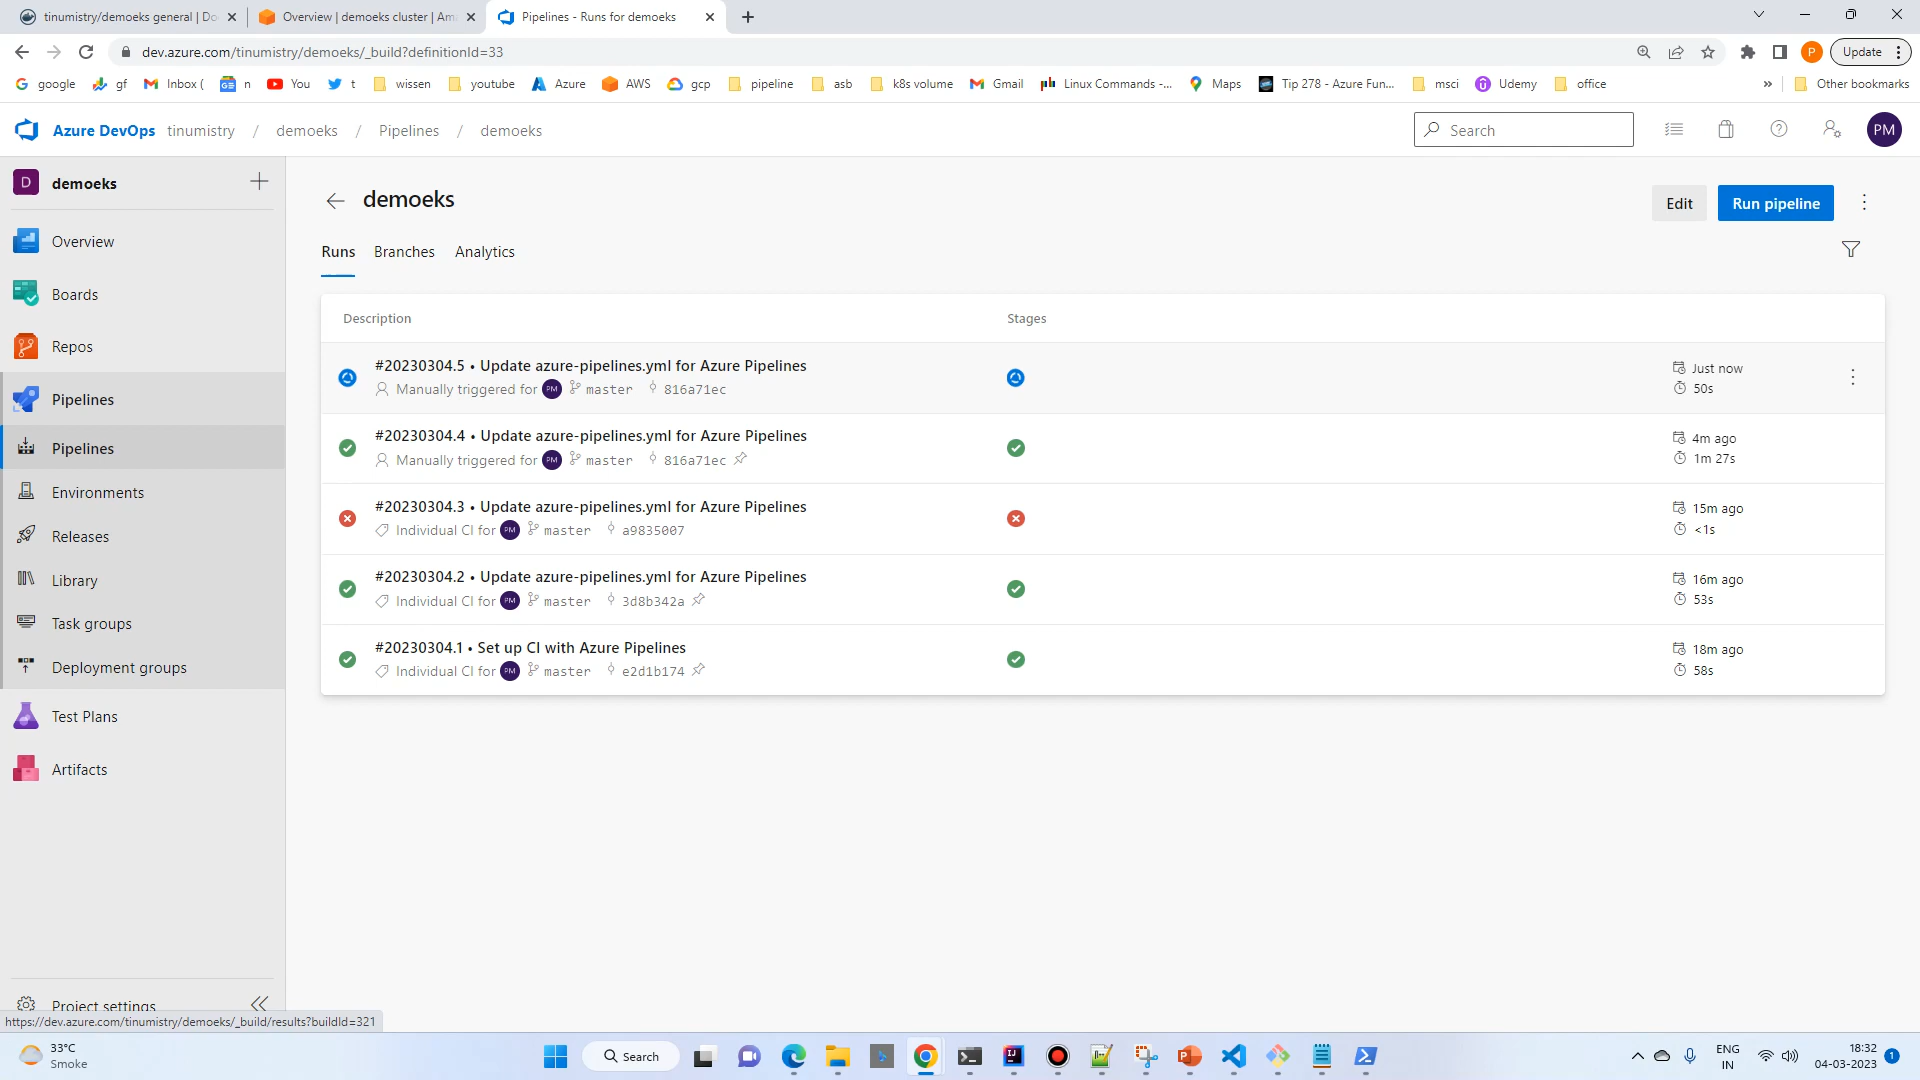 tinumistry/demoeks general | Do
Overview | demoeks cluster | Ama
Pipelines - Runs for demoeks
dev.azure.com/tinumistry/demoeks/_build?definitionId=33
Update
google
gf
Inbox (
n
You
t
wissen
youtube
Azure
AWS
gcp
pipeline
asb
k8s volume
Gmail
Linux Commands -...
Maps
Tip 278 - Azure Fun...
msci
Udemy
office
»
Other bookmarks
Azure DevOps tinumistry / demoeks / Pipelines / demoeks
Search
PM
D demoeks
Overview
Boards
Repos
Pipelines
Pipelines
Environments
Releases
Library
Task groups
Deployment groups
Test Plans
Artifacts
Project settings
https://dev.azure.com/tinumistry/demoeks/_build/results?buildId=321
demoeks
Edit
Run pipeline
Runs Branches Analytics
Description Stages
#20230304.5 • Update azure-pipelines.yml for Azure Pipelines
Manually triggered for PM master 816a71ec
Just now
50s
#20230304.4 • Update azure-pipelines.yml for Azure Pipelines
Manually triggered for PM master 816a71ec
4m ago
1m 27s
#20230304.3 • Update azure-pipelines.yml for Azure Pipelines
Individual CI for PM master a9835007
15m ago
<1s
#20230304.2 • Update azure-pipelines.yml for Azure Pipelines
Individual CI for PM master 3d8b342a
16m ago
53s
#20230304.1 • Set up CI with Azure Pipelines
Individual CI for PM master e2d1b174
18m ago
58s
33°C
Smoke
Search
ENG
IN
18:32
04-03-2023
1